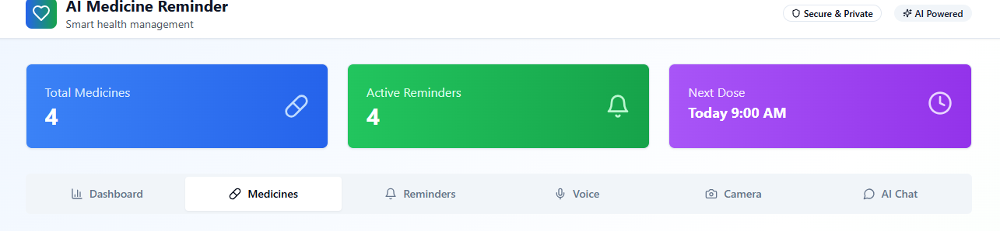 AI Medicine Reminder
Smart health management
Secure & Private
AI Powered
Total Medicines
4
Active Reminders
4
Next Dose
Today 9:00 AM
Dashboard
Medicines
Reminders
Voice
Camera
AI Chat